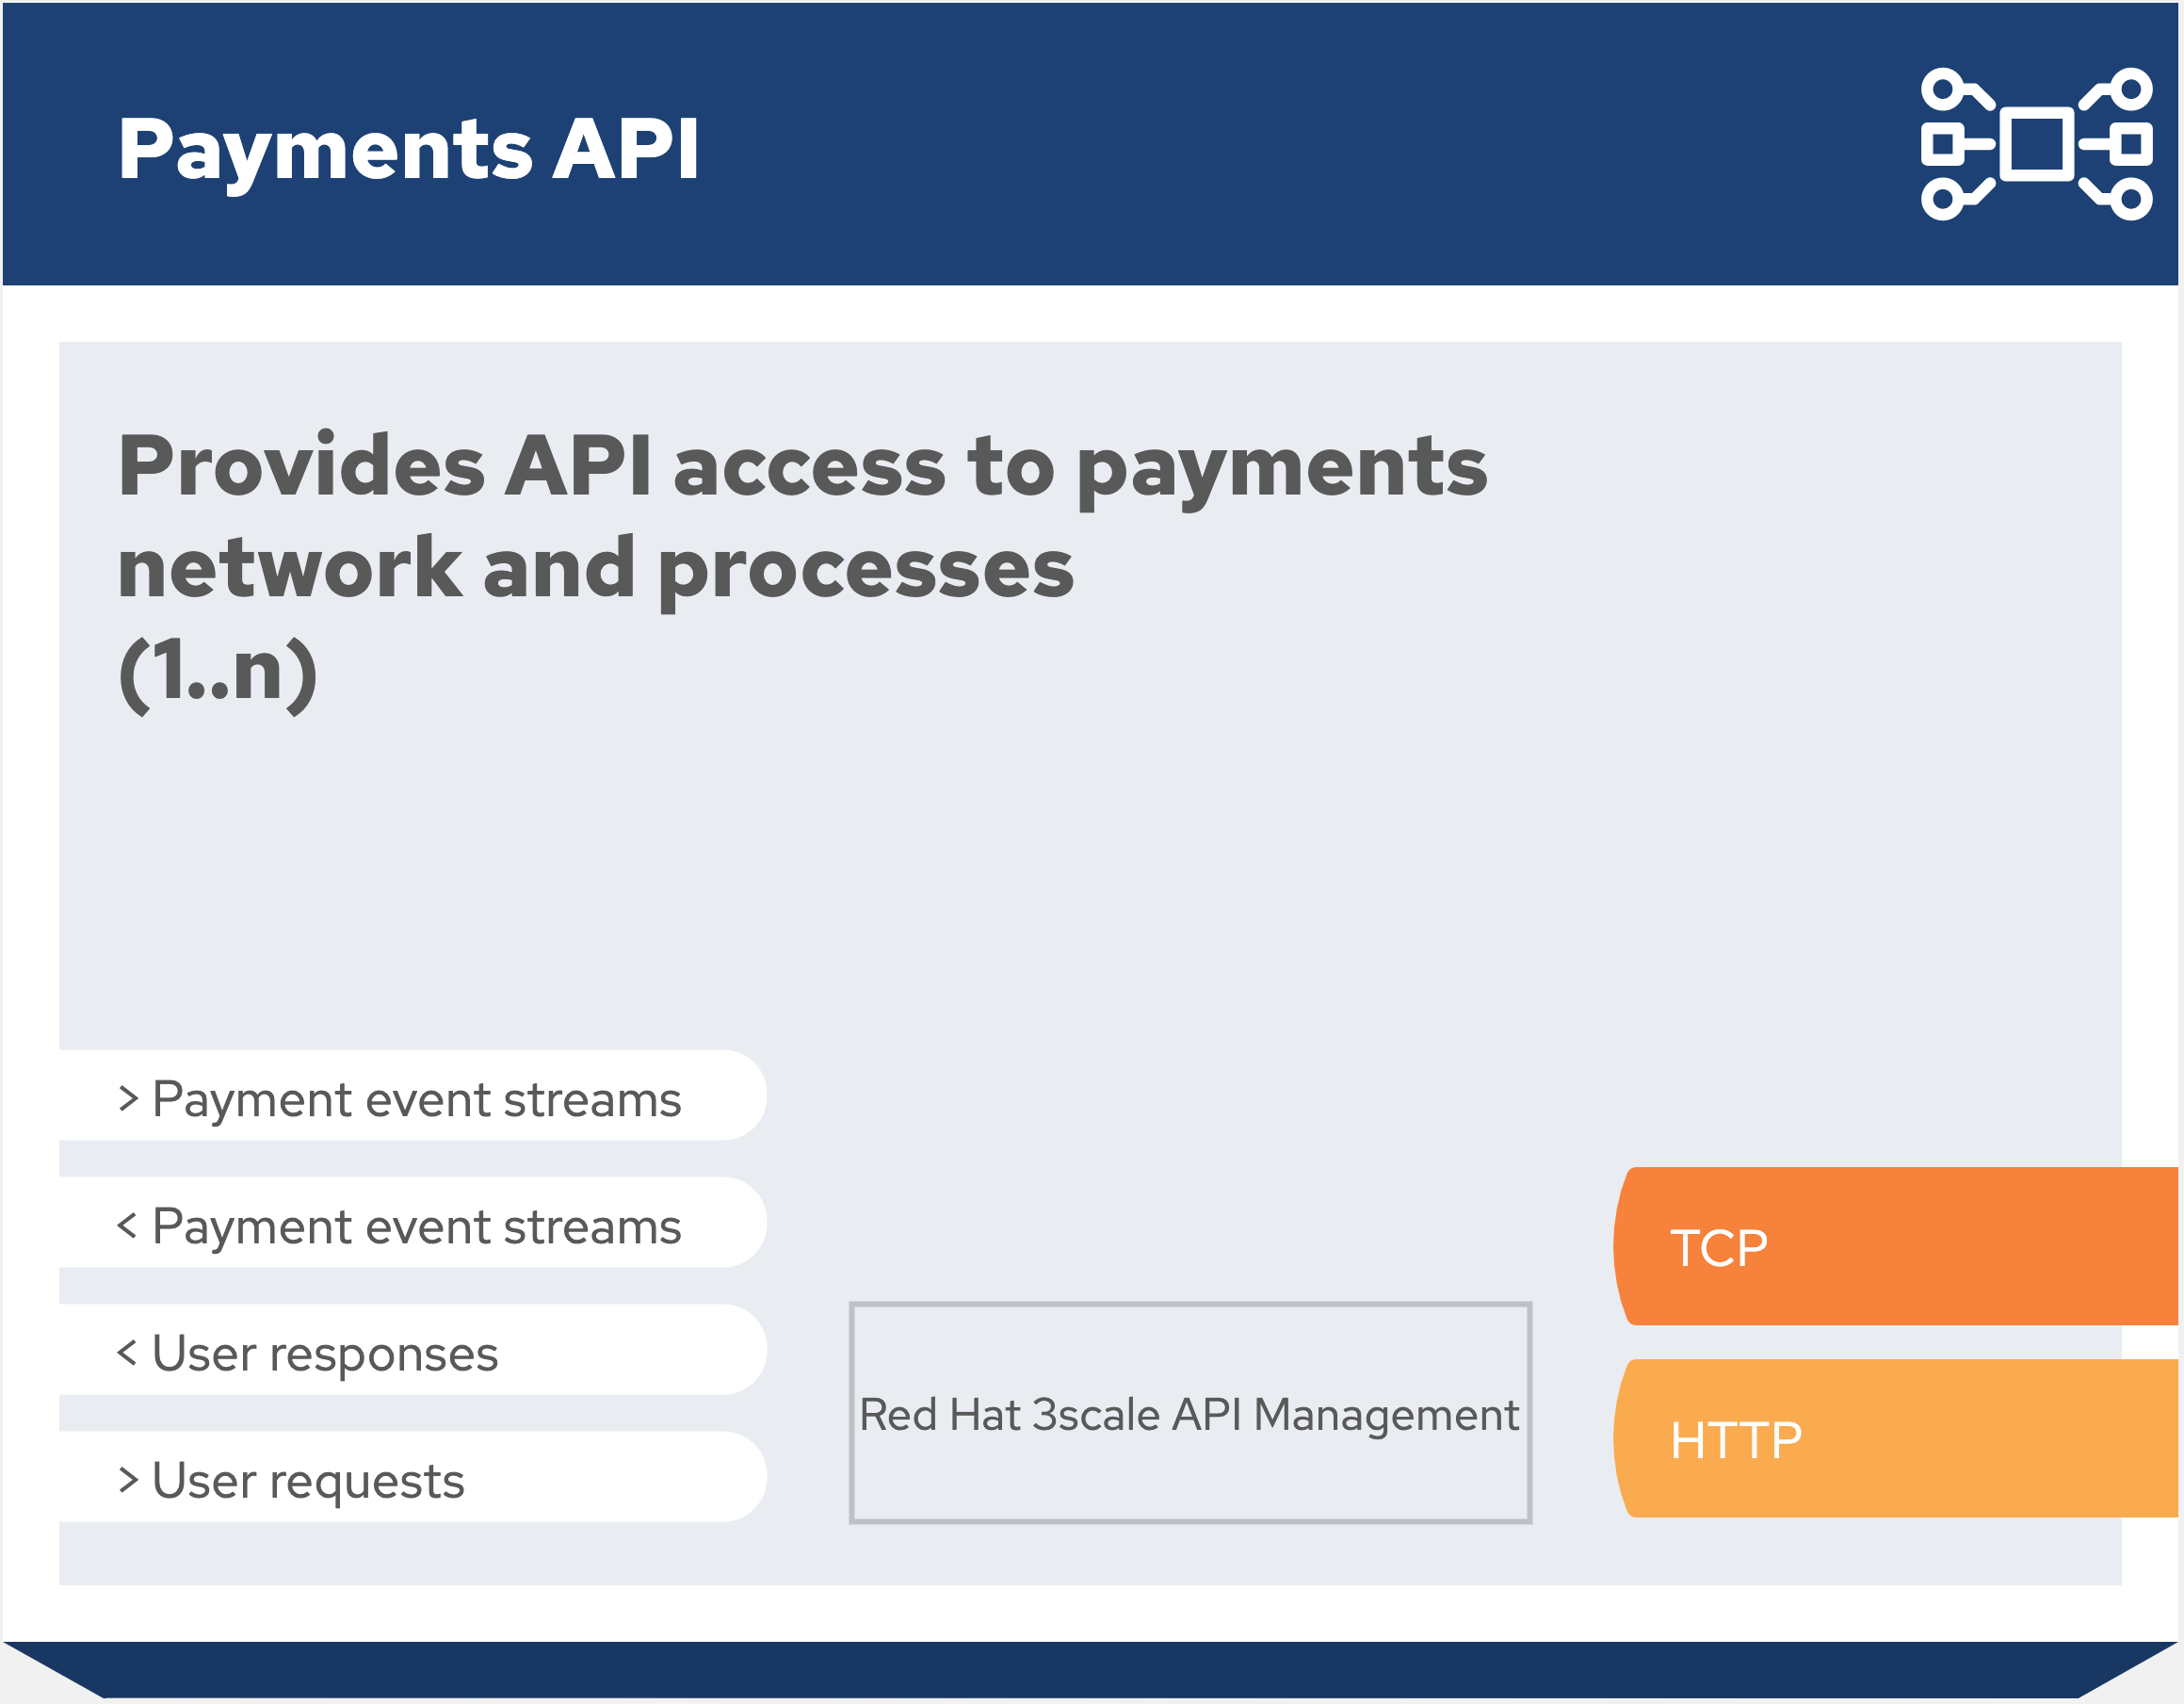 Payments API
Provides API access to payments
network and processes
(1..n)
> Payment event streams
< Payment event streams
< User responses
> User requests
Red Hat 3scale API Management
TCP
HTTP